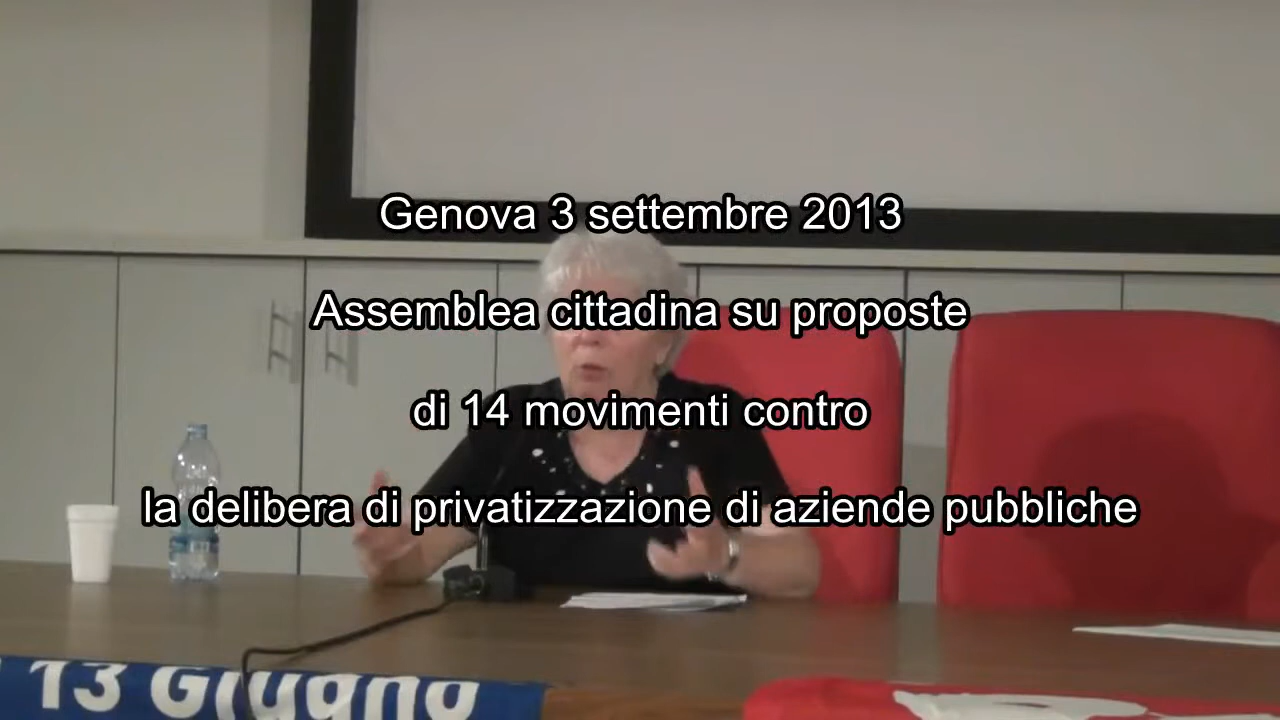 Genova 3 settembre 2013
Assemblea cittadina su proposte
di 14 movimenti contro
la delibera di privatizzazione di aziende pubbliche
13 Giugno